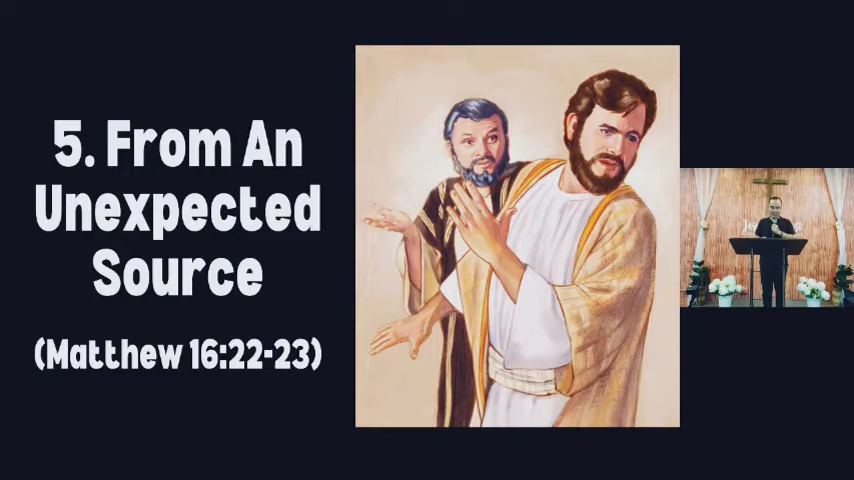 5. From An
Unexpected
Source
(Matthew 16:22-23)